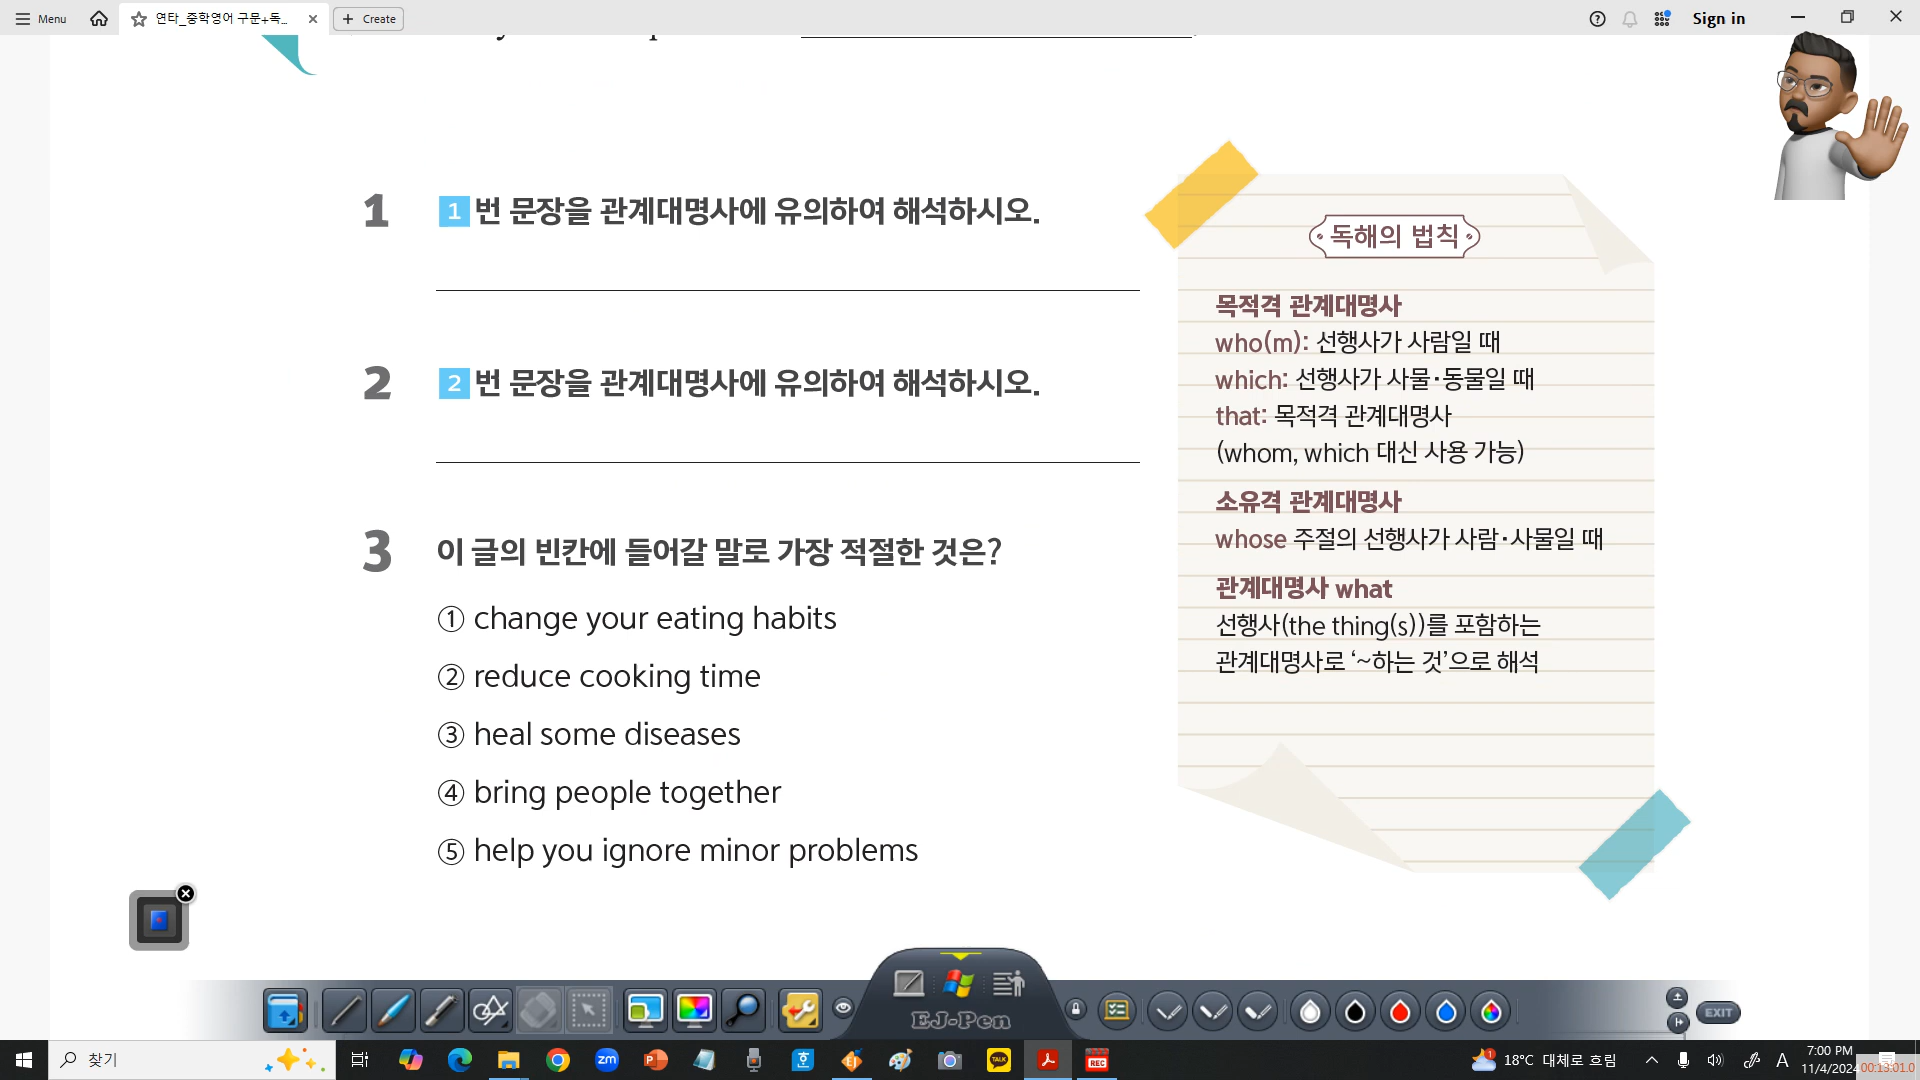 Menu
연타_중학영어 구문+독...
Create
Sign in
1
1 번 문장을 관계대명사에 유의하여 해석하시오.
2
2 번 문장을 관계대명사에 유의하여 해석하시오.
3
이 글의 빈칸에 들어갈 말로 가장 적절한 것은?
① change your eating habits
② reduce cooking time
③ heal some diseases
④ bring people together
⑤ help you ignore minor problems
독해의 법칙
목적격 관계대명사
who(m): 선행사가 사람일 때
which: 선행사가 사물·동물일 때
that: 목적격 관계대명사
(whom, which 대신 사용 가능)
소유격 관계대명사
whose 주절의 선행사가 사람·사물일 때
관계대명사 what
선행사(the thing(s))를 포함하는
관계대명사로 ‘~하는 것’으로 해석
EJ-Pen
EXIT
찾기
zm
TALK
REC
18°C 대체로 흐림
A
7:00 PM
11/4/2024
00:13:01.0